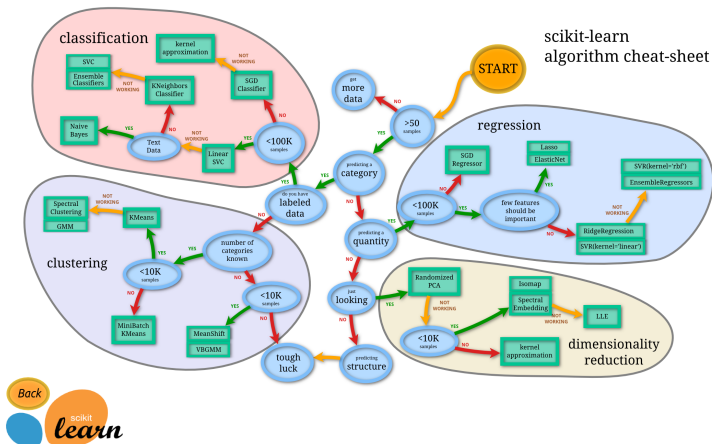 scikit-learn
algorithm cheat-sheet
classification
kernel
approximation
NOT
WORKING
SVC
Ensemble
Classifiers
NOT
WORKING
KNeighbors
Classifier
SGD
Classifier
NO
Naive
Bayes
YES
Text
Data
NO
NOT
WORKING
Linear
SVC
YES
<100K
samples
YES
START
get
more
data
NO
>50
samples
YES
predicting a
category
YES
do you have
labeled
data
NO
NO
predicting a
quantity
YES
NO
just
looking
YES
NO
predicting
structure
tough
luck
regression
SGD
Regressor
NO
<100K
samples
YES
Lasso
ElasticNet
YES
few features
should be
important
NO
SVR(kernel='rbf')
EnsembleRegressors
NOT
WORKING
RidgeRegression
SVR(kernel='linear')
clustering
Spectral
Clustering
GMM
NOT
WORKING
KMeans
YES
<10K
samples
NO
MiniBatch
KMeans
YES
number of
categories
known
NO
<10K
samples
YES
NO
MeanShift
VBGMM
dimensionality
reduction
Randomized
PCA
NOT
WORKING
<10K
samples
YES
NO
Isomap
Spectral
Embedding
NOT
WORKING
LLE
kernel
approximation
Back
scikit
learn